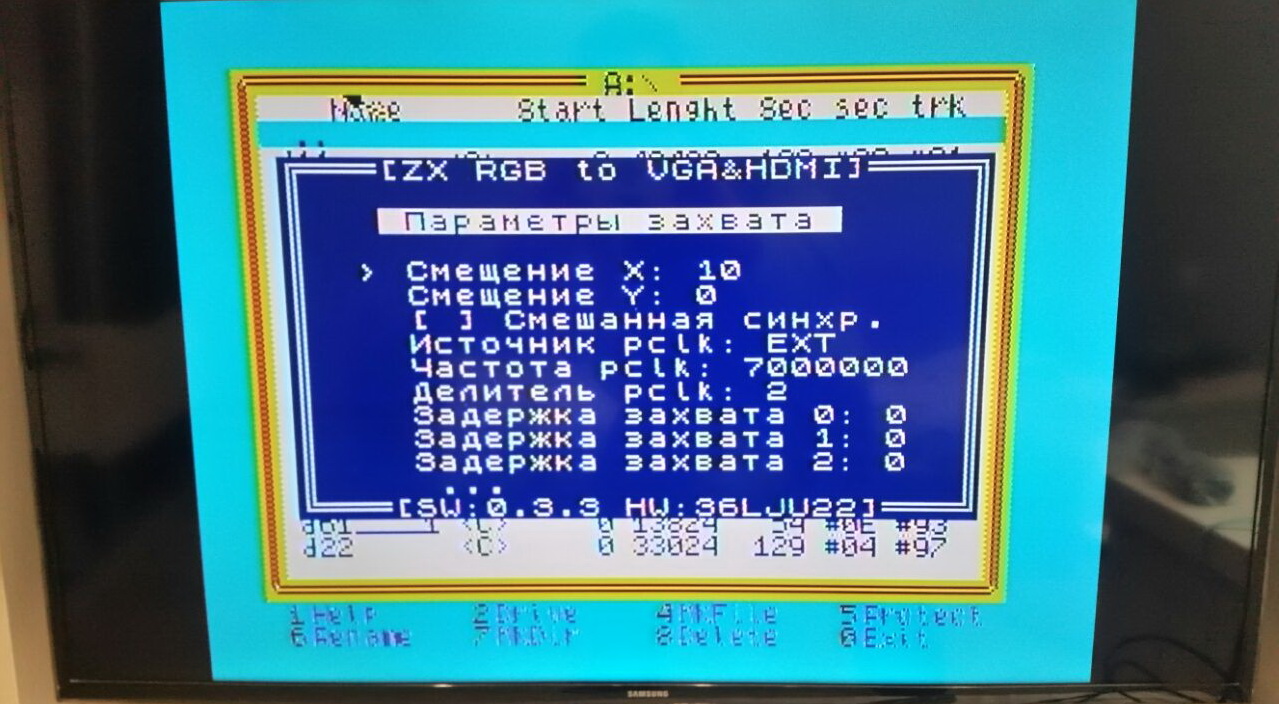 A:\
Name Start Lenght Sec sec trk
[ZX RGB to VGA&HDMI]
Параметры захвата
> Смещение X: 10
Смещение Y: 0
[ ] Смешанная синхр.
Источник pclk: EXT
Частота pclk: 7000000
Делитель pclk: 2
Задержка захвата 0: 0
Задержка захвата 1: 0
Задержка захвата 2: 0
...
[SW:0.3.3 HW:36LJU22]
0 13824 54 #0E #93
d22 <C> 0 33024 129 #04 #97
1Help 2Drive 4MkFile 5Protect
6Rename 7MkDir 8Delete 0Exit
SAMSUNG